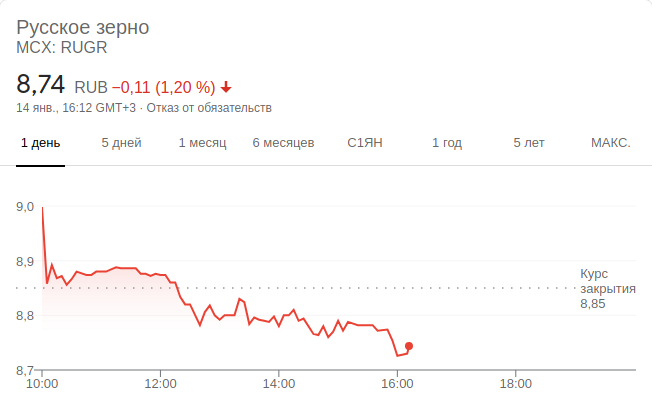 Русское зерно
MCX: RUGR
8,74 RUB −0,11 (1,20 %)
14 янв., 16:12 GMT+3 · Отказ от обязательств
1 день 5 дней 1 месяц 6 месяцев С1ЯН 1 год 5 лет МАКС.
9,0
8,9
Курс
закрытия
8,85
8,8
8,7
10:00 12:00 14:00 16:00 18:00